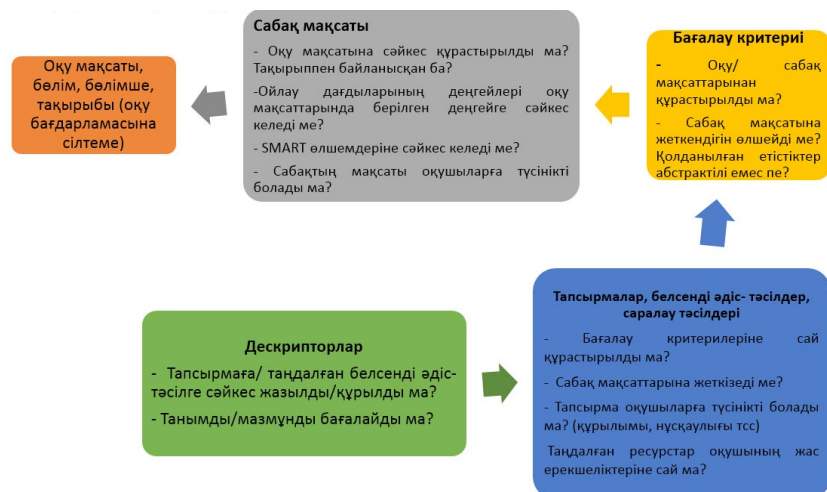 Оқу мақсаты,
бөлім, бөлімше,
тақырыбы (оқу
бағдарламасына
сілтеме)
Сабақ мақсаты
- Оқу мақсатына сәйкес құрастырылды ма?
Тақырыппен байланысқан ба?
-Ойлау дағдыларының деңгейлері оқу
мақсаттарында берілген деңгейге сәйкес
келеді ме?
- SMART өлшемдеріне сәйкес келеді ме?
- Сабақтың мақсаты оқушыларға түсінікті
болады ма?
Бағалау критериі
- Оқу/ сабақ
мақсаттарынан
құрастырылды ма?
- Сабақ мақсатына
жеткендігін өлшейді ме?
Қолданылған етістіктер
абстрактілі емес пе?
Дескрипторлар
- Тапсырмаға/ таңдалған белсенді әдіс-
тәсілге сәйкес жазылды/құрылды ма?
- Танымды/мазмұнды бағалайды ма?
Тапсырмалар, белсенді әдіс- тәсілдер,
саралау тәсілдері
- Бағалау критерилеріне сай
құрастырылды ма?
- Сабақ мақсаттарына жеткізеді ме?
- Тапсырма оқушыларға түсінікті болады
ма? (құрылымы, нұсқаулығы тсс)
Таңдалған ресурстар оқушының жас
ерекшеліктеріне сай ма?